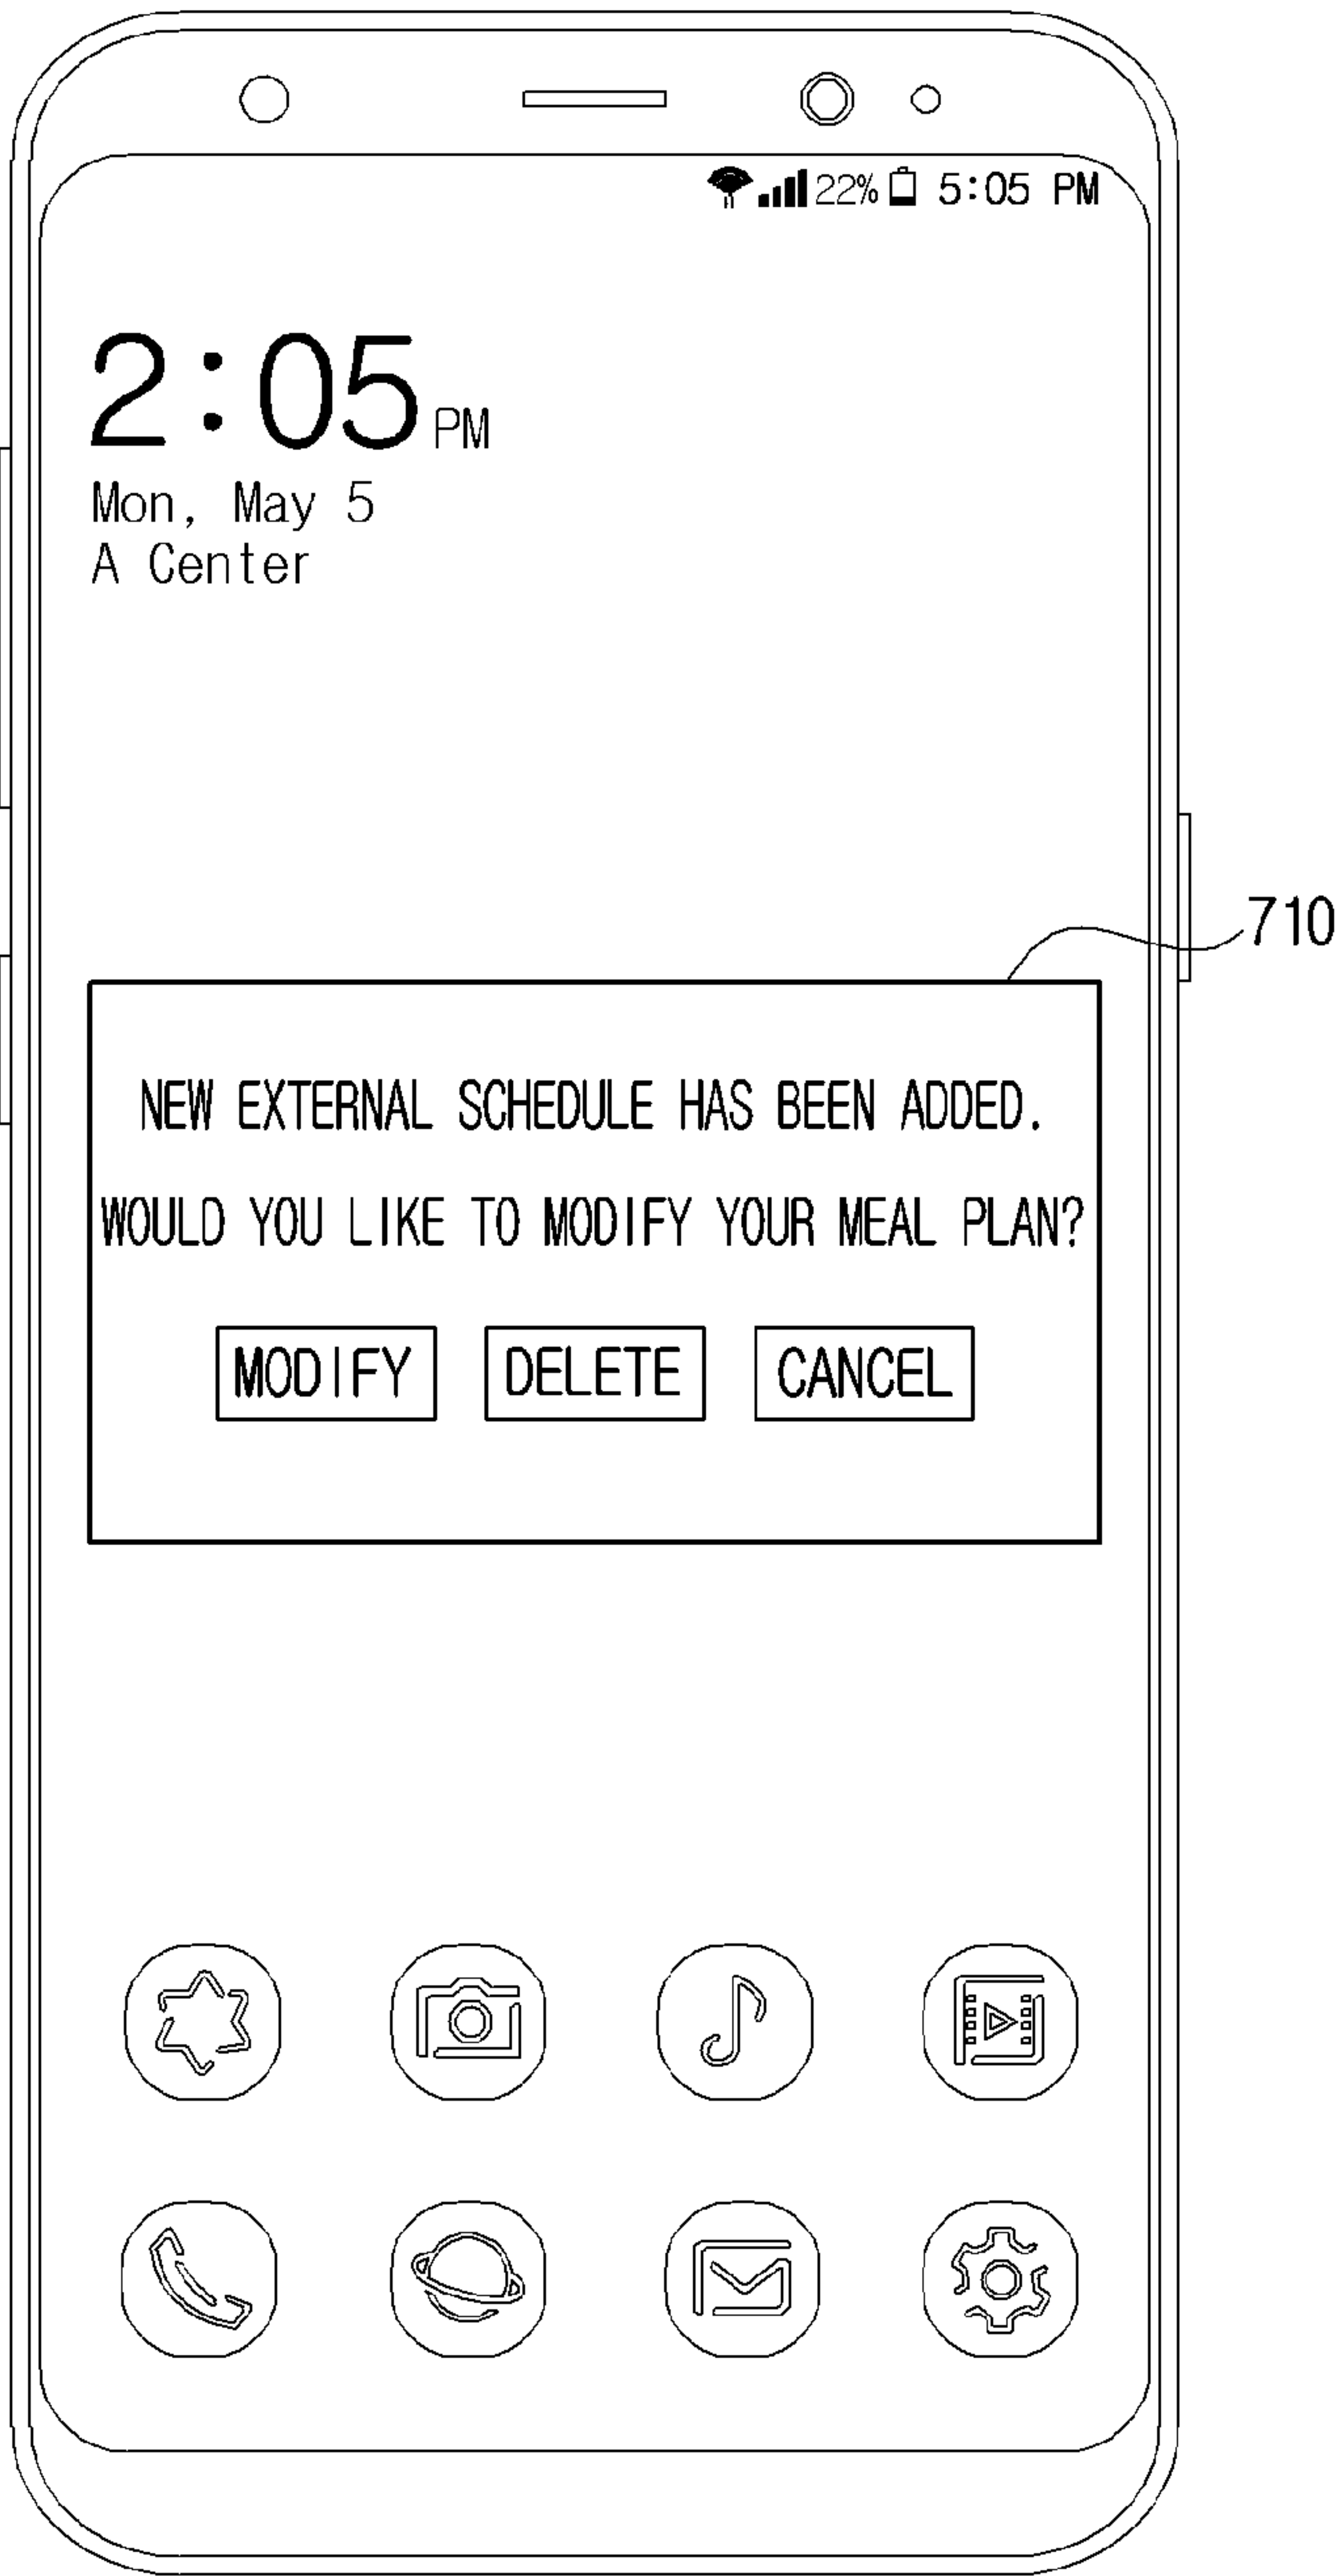 22% 5:05 PM
2:05 PM
Mon, May 5
A Center
710
NEW EXTERNAL SCHEDULE HAS BEEN ADDED.
WOULD YOU LIKE TO MODIFY YOUR MEAL PLAN?
MODIFY DELETE CANCEL